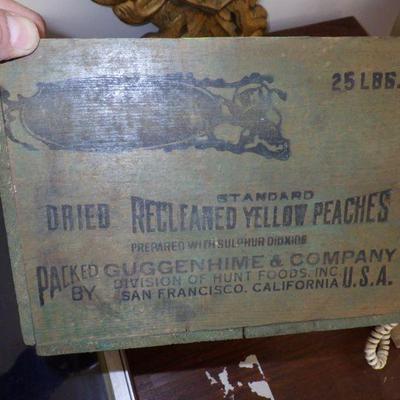 25 LBS.
STANDARD
DRIED RECLEANED YELLOW PEACHES
PREPARED WITH SULPHUR DIOXIDE
PACKED BY GUGGENHIME & COMPANY
DIVISION OF HUNT FOODS, INC.
SAN FRANCISCO, CALIFORNIA U.S.A.